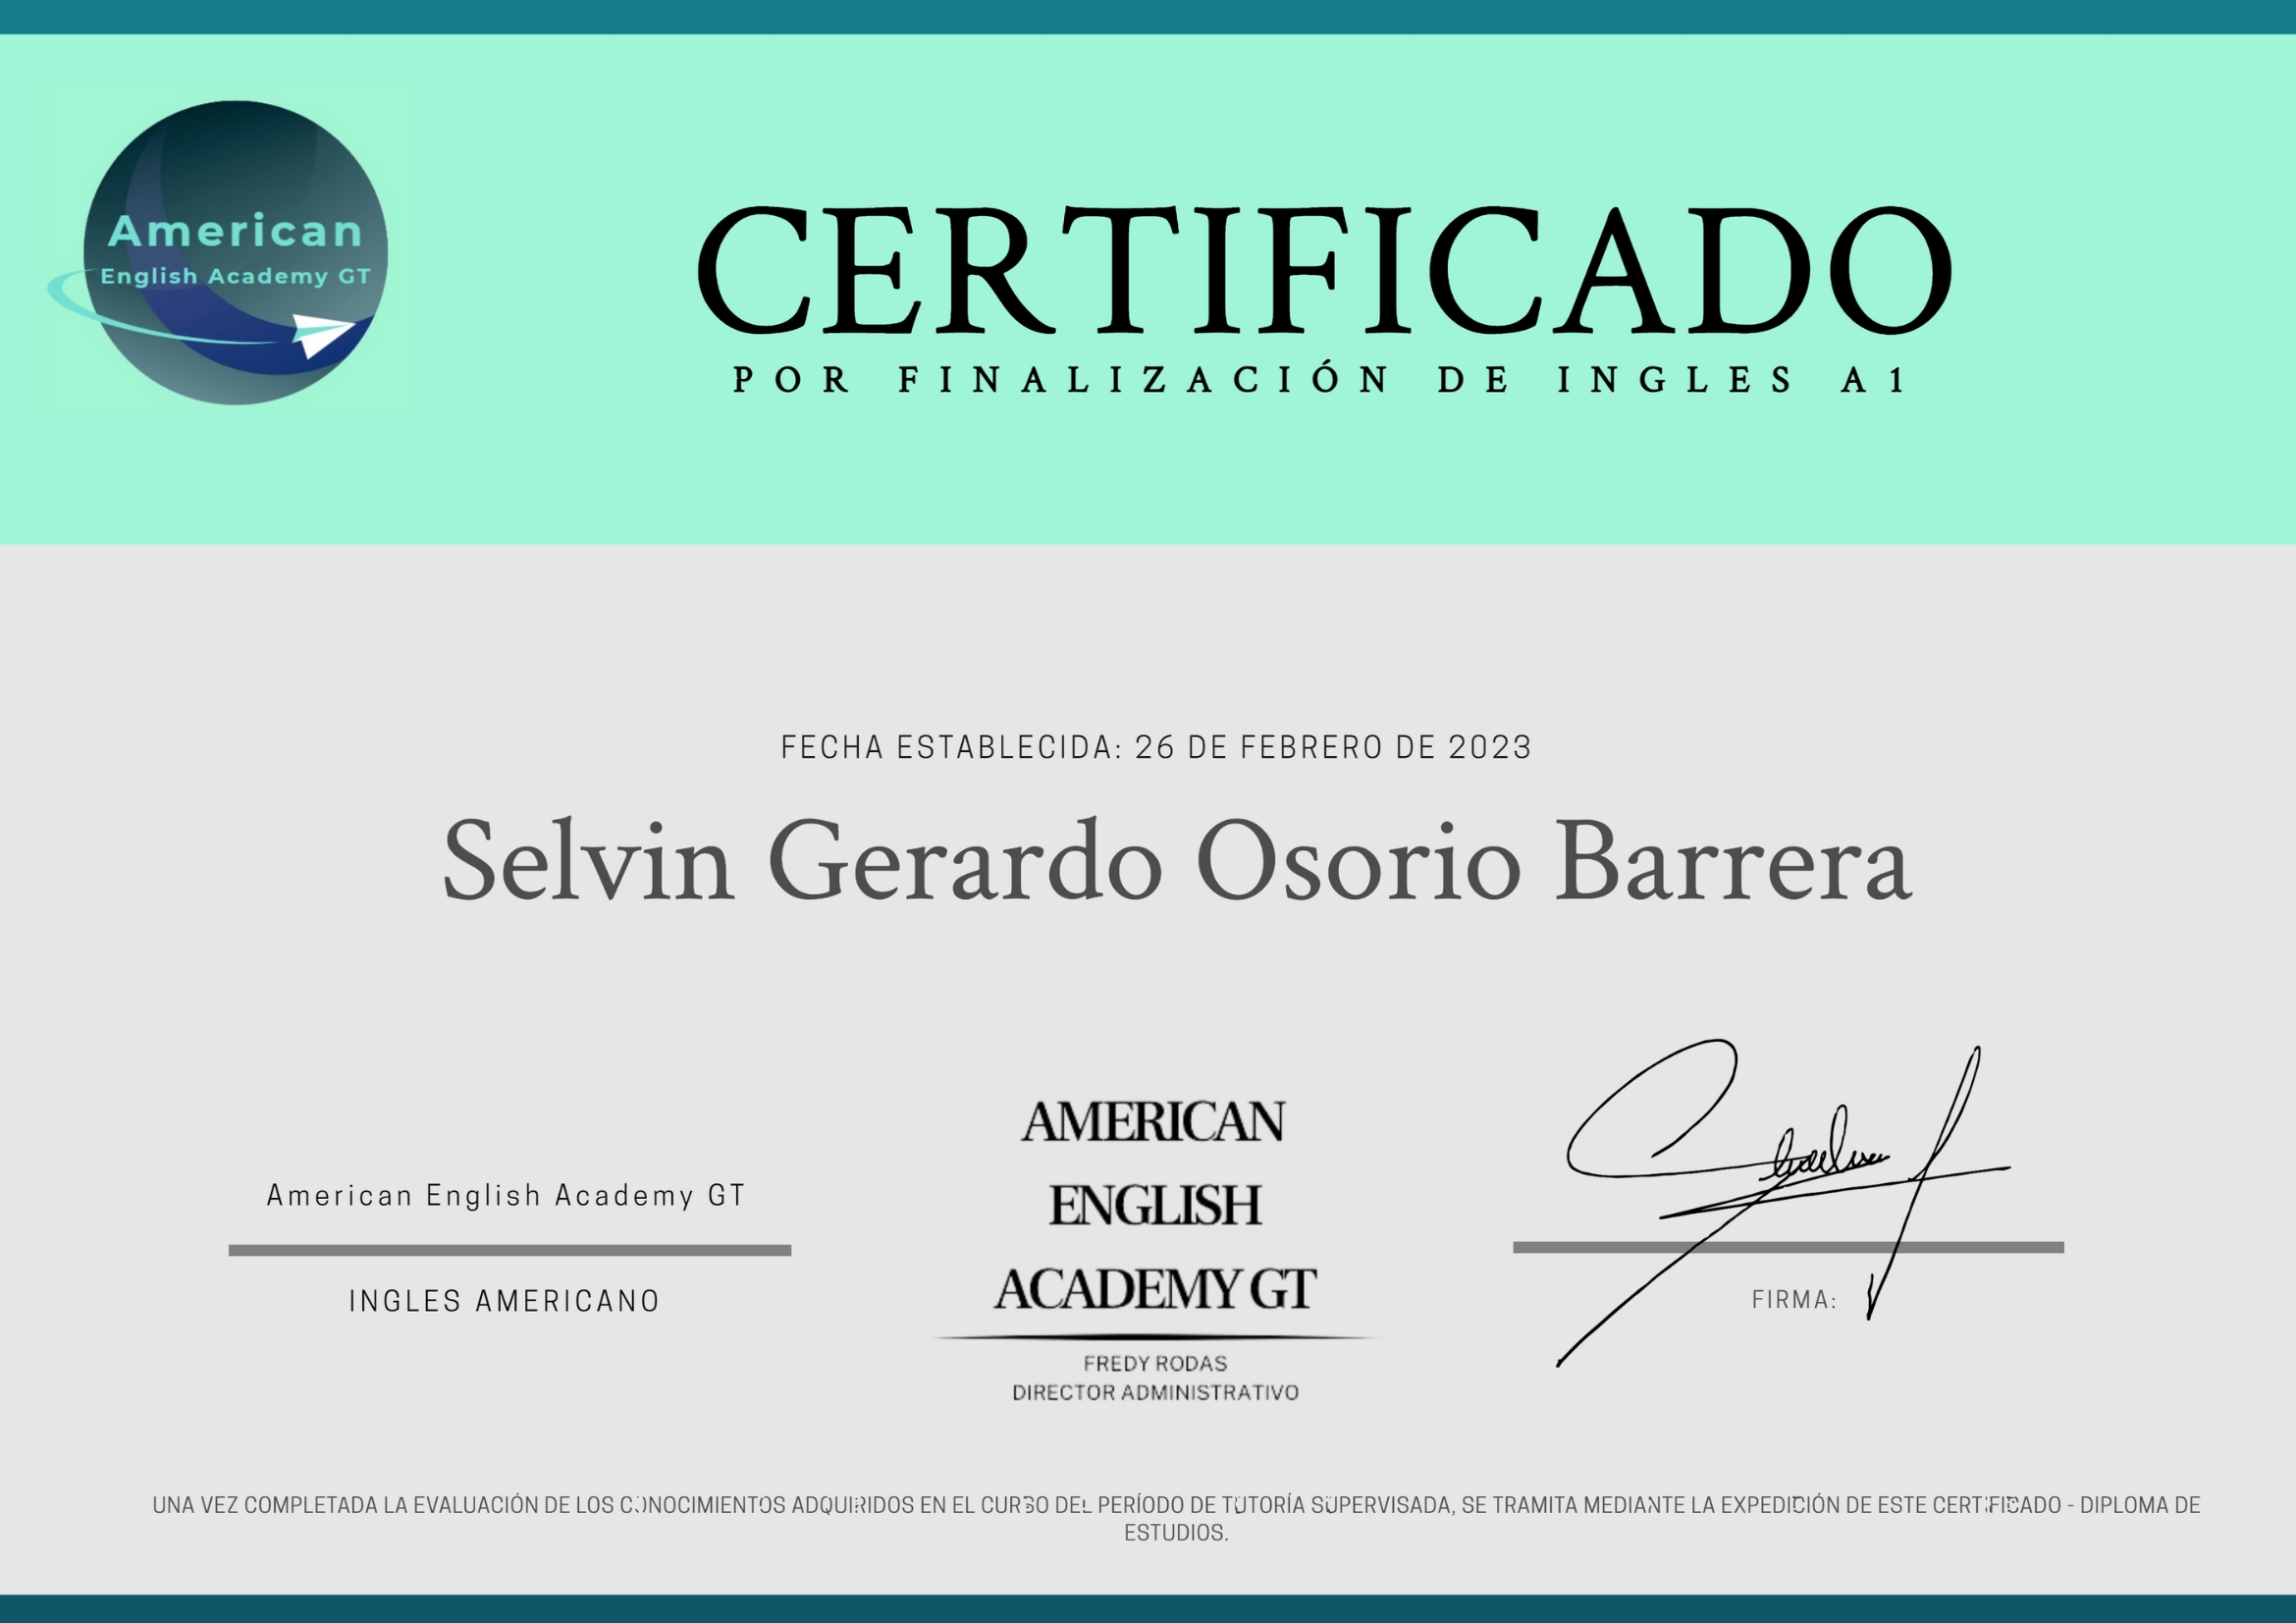 American
English Academy GT
CERTIFICADO
POR FINALIZACIÓN DE INGLES A1
FECHA ESTABLECIDA: 26 DE FEBRERO DE 2023
Selvin Gerardo Osorio Barrera
American English Academy GT
INGLES AMERICANO
AMERICAN
ENGLISH
ACADEMY GT
FREDY RODAS
DIRECTOR ADMINISTRATIVO
FIRMA:
UNA VEZ COMPLETADA LA EVALUACIÓN DE LOS CONOCIMIENTOS ADQUIRIDOS EN EL CURSO DEL PERÍODO DE TUTORÍA SUPERVISADA, SE TRAMITA MEDIANTE LA EXPEDICIÓN DE ESTE CERTIFICADO - DIPLOMA DE
ESTUDIOS.